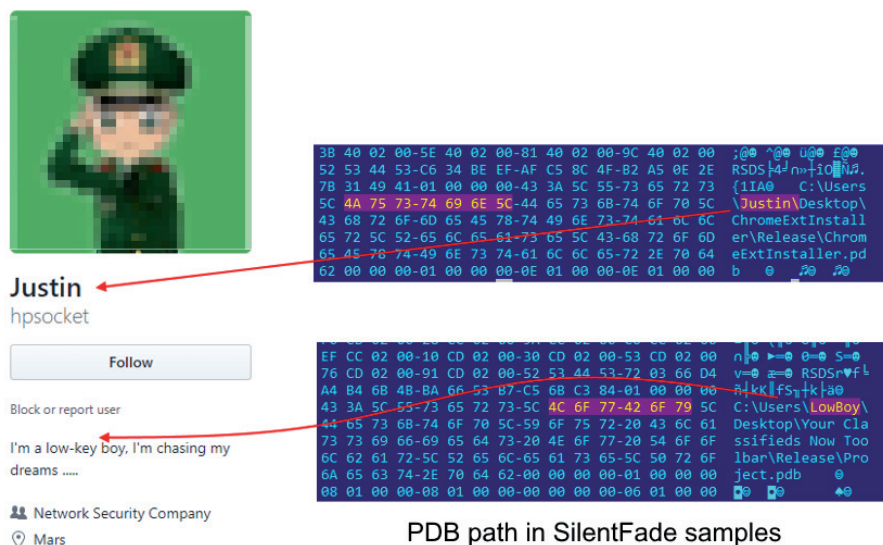 Justin
hpsocket
Follow
Block or report user
I'm a low-key boy, I'm chasing my
dreams .....
Network Security Company
Mars
3B 40 02 00-5E 40 02 00-81 40 02 00-9C 40 02 00 ;@☻ ^@☻ ü@☻ £@☻
52 53 44 53-C6 34 BE EF-AF C5 8C 4F-B2 A5 0E 2E RSDS╞4╛∩»┼îO▓Ñ♫.
7B 31 49 41-01 00 00 00-43 3A 5C 55-73 65 72 73 {1IA☺ C:\Users
5C 4A 75 73-74 69 6E 5C-44 65 73 6B-74 6F 70 5C \Justin\Desktop\
43 68 72 6F-6D 65 45 78-74 49 6E 73-74 61 6C 6C ChromeExtInstall
65 72 5C 52-65 6C 65 61-73 65 5C 43-68 72 6F 6D er\Release\Chrom
65 45 78 74-49 6E 73 74-61 6C 6C 65-72 2E 70 64 eExtInstaller.pd
62 00 00 00-01 00 00 00-0E 01 00 00-0E 01 00 00 b ☺ ♫☺ ♫☺
EF CC 02 00-10 CD 02 00-30 CD 02 00-53 CD 02 00 ∩╠☻ ►═☻ 0═☻ S═☻
76 CD 02 00-91 CD 02 00-52 53 44 53-72 03 66 D4 v═☻ æ═☻ RSDSr♥f╘
A4 B4 6B 4B-BA 66 53 B7-C5 6B C3 84-01 00 00 00 ñ┤kK║fS╖┼k├ä☺
43 3A 5C 55-73 65 72 73-5C 4C 6F 77-42 6F 79 5C C:\Users\LowBoy\
44 65 73 6B-74 6F 70 5C-59 6F 75 72-20 43 6C 61 Desktop\Your Cla
73 73 69 66-69 65 64 73-20 4E 6F 77-20 54 6F 6F ssifieds Now Too
6C 62 61 72-5C 52 65 6C-65 61 73 65-5C 50 72 6F lbar\Release\Pro
6A 65 63 74-2E 70 64 62-00 00 00 00-01 00 00 00 ject.pdb ☺
08 01 00 00-08 01 00 00-00 00 00 00-06 01 00 00 ◘☺ ◘☺ ♠☺
PDB path in SilentFade samples